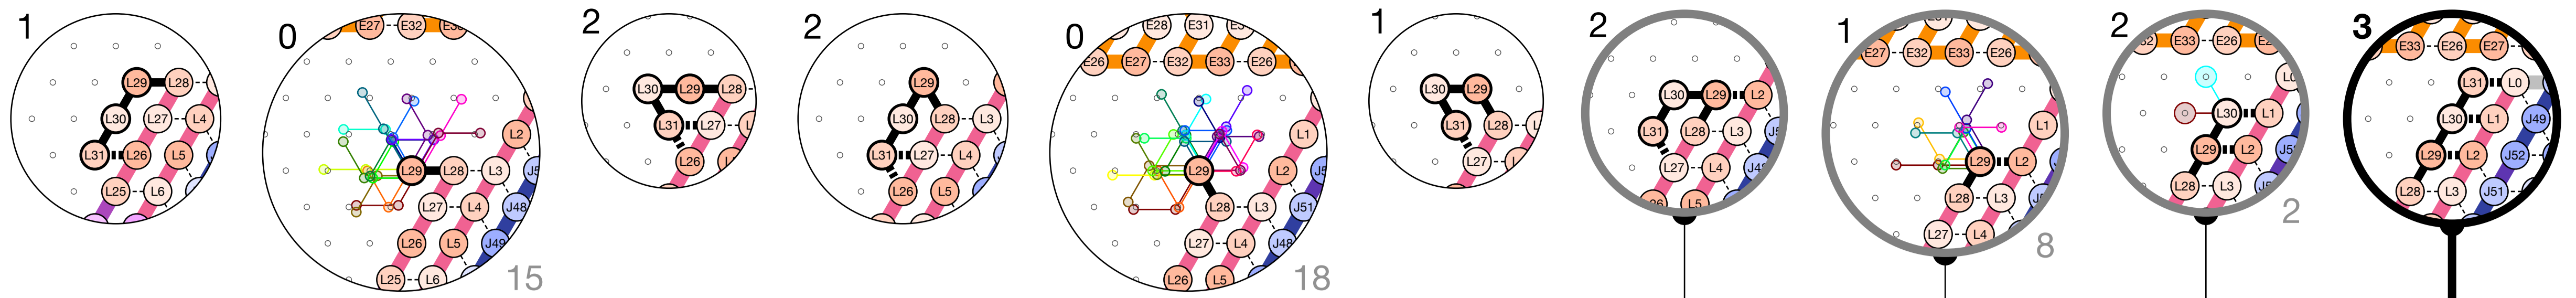 1
L29 L28
L30 L27 L4
L31 L26 L5
L25 L6
0
E27 E32
L2
L29 L28 L3
L27 L4 J48
L26 L5 J49
L25 L6
15
2
L30 L29 L28
L31 L27
L26
2
L29
L30 L28 L3
L31 L27 L4
L26 L5
0
E28 E31
E26 E27 E32 E33 E26
L1
L29 L2
L28 L3 J51
L27 L4 J48
L26 L5
18
1
L30 L29
L31 L28
L27
2
L30 L29 L2
L31 L28 L3
L27 L4
L5
1
E27 E32 E33 E26
L1
L29 L2
L28 L3
L27 L4
8
2
E33 E26
L30 L1
L29 L2
L28 L3
2
3
E33 E26 E27
L31 L0
L30 L1 J49
L29 L2 J52
L28 L3 J51